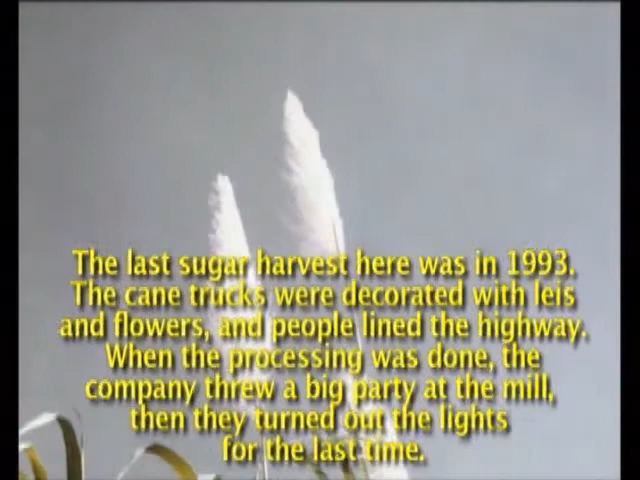 The last sugar harvest here was in 1993.
The cane trucks were decorated with leis
and flowers, and people lined the highway.
When the processing was done, the
company threw a big party at the mill,
then they turned out the lights
for the last time.